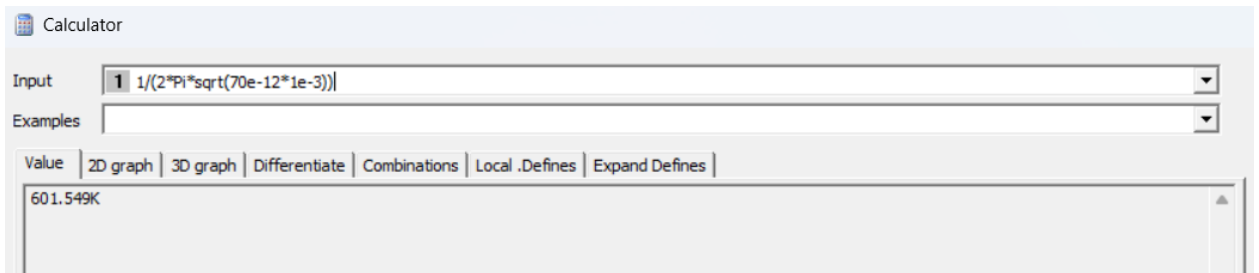 Calculator
Input 1 1/(2*Pi*sqrt(70e-12*1e-3))
Examples
Value 2D graph 3D graph Differentiate Combinations Local .Defines Expand Defines
601.549K